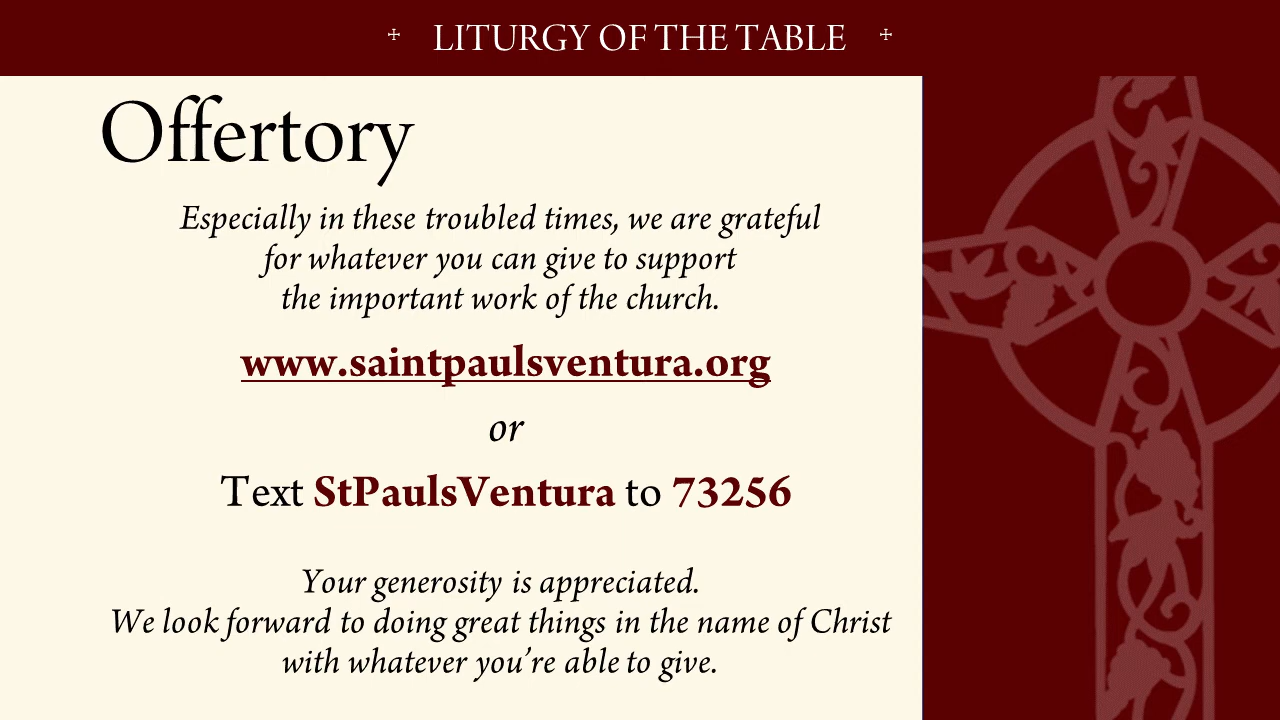 ☩ LITURGY OF THE TABLE ☩
Offertory
Especially in these troubled times, we are grateful
for whatever you can give to support
the important work of the church.
www.saintpaulsventura.org
or
Text StPaulsVentura to 73256
Your generosity is appreciated.
We look forward to doing great things in the name of Christ
with whatever you’re able to give.